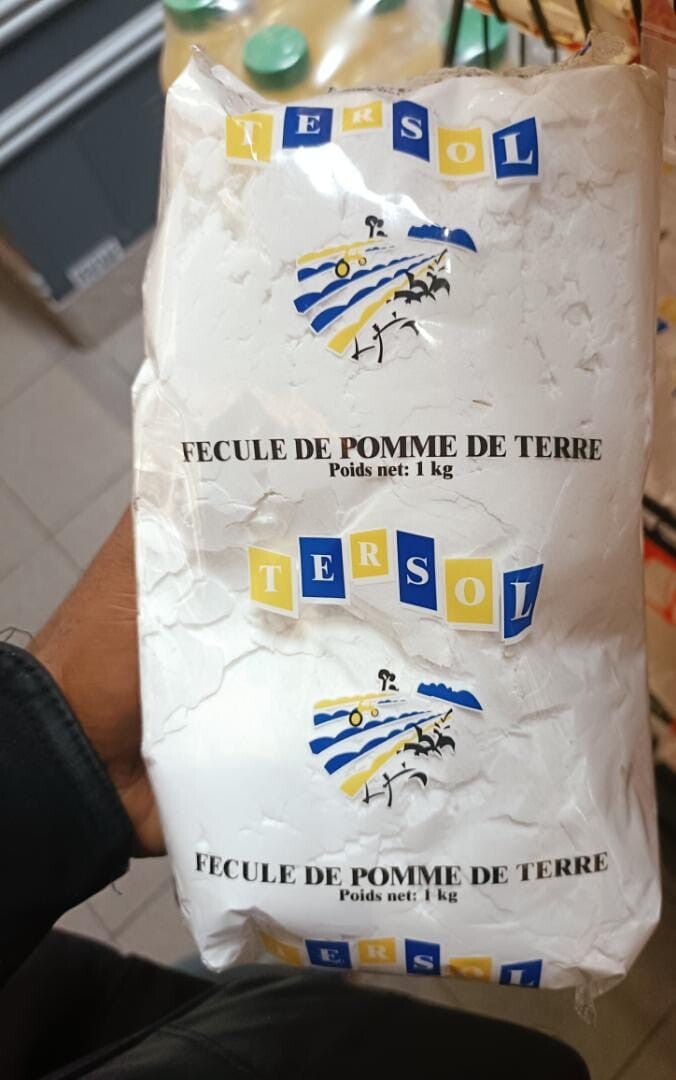 TERSOL
FECULE DE POMME DE TERRE
Poids net: 1 kg
TERSOL
FECULE DE POMME DE TERRE
Poids net: 1 kg
TERSOL